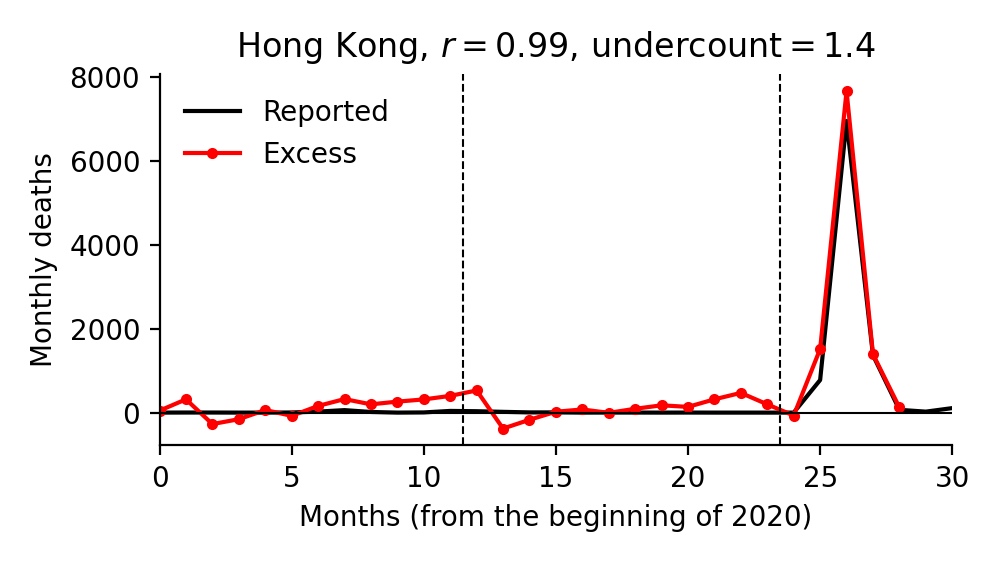 Hong Kong, r = 0.99, undercount = 1.4
8000
6000
4000
2000
0
Monthly deaths
Reported
Excess
0 5 10 15 20 25 30
Months (from the beginning of 2020)